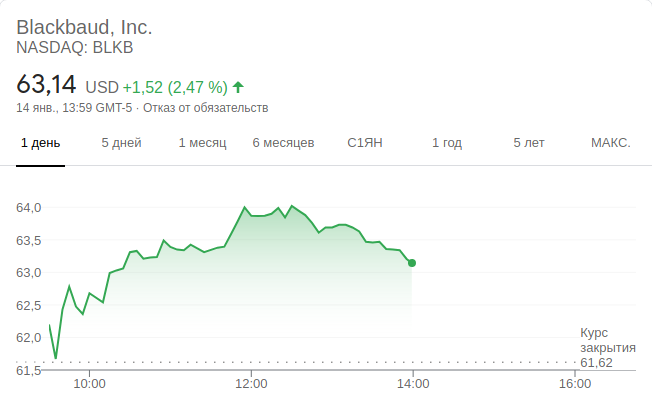 Blackbaud, Inc.
NASDAQ: BLKB
63,14 USD +1,52 (2,47 %)
14 янв., 13:59 GMT-5 · Отказ от обязательств
1 день 5 дней 1 месяц 6 месяцев С1ЯН 1 год 5 лет МАКС.
64,0
63,5
63,0
62,5
62,0
61,5
Курс
закрытия
61,62
10:00 12:00 14:00 16:00